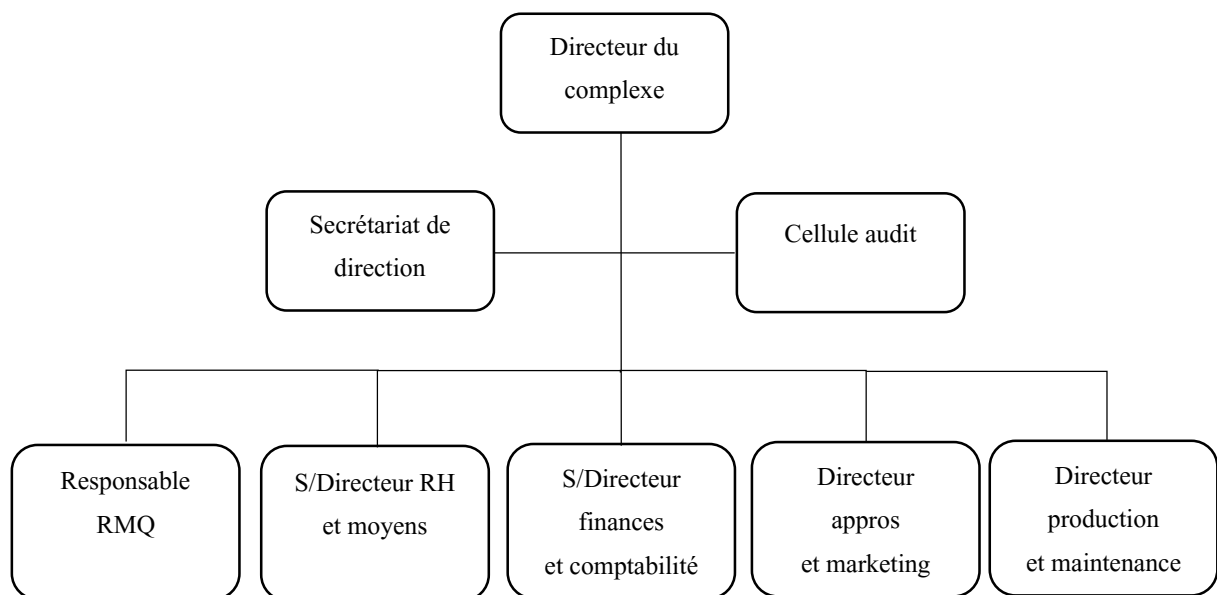 Directeur du
complexe
Secrétariat de
direction
Cellule audit
Responsable
RMQ
S/Directeur RH
et moyens
S/Directeur
finances
et comptabilité
Directeur
appros
et marketing
Directeur
production
et maintenance